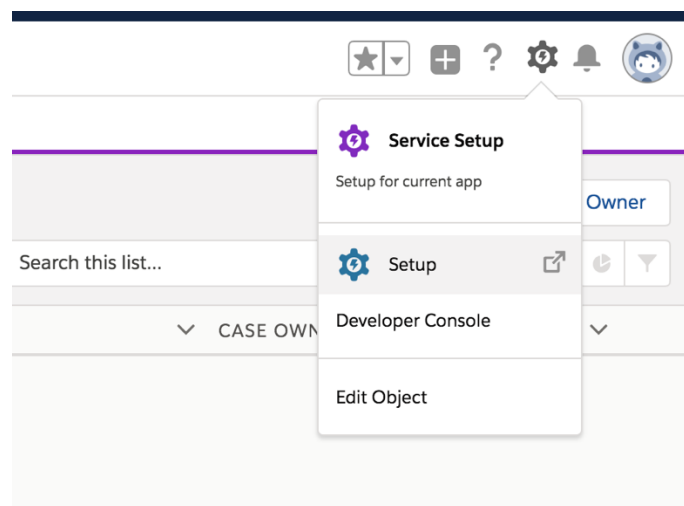 ?
Service Setup
Setup for current app
Owner
Search this list...
Setup
CASE OWN
Developer Console
Edit Object